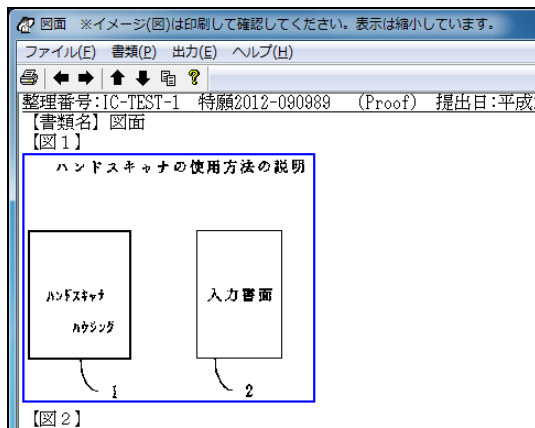 図面 ※イメージ(図)は印刷して確認してください。表示は縮小しています。
ファイル(F) 書類(P) 出力(E) ヘルプ(H)
整理番号:IC-TEST-1 特願2012-090989 (Proof) 提出日:平成
【書類名】図面
【図1】
ハンドスキャナの使用方法の説明
ハンドスキャナ
ハウジング
入力書面
1
2
【図2】